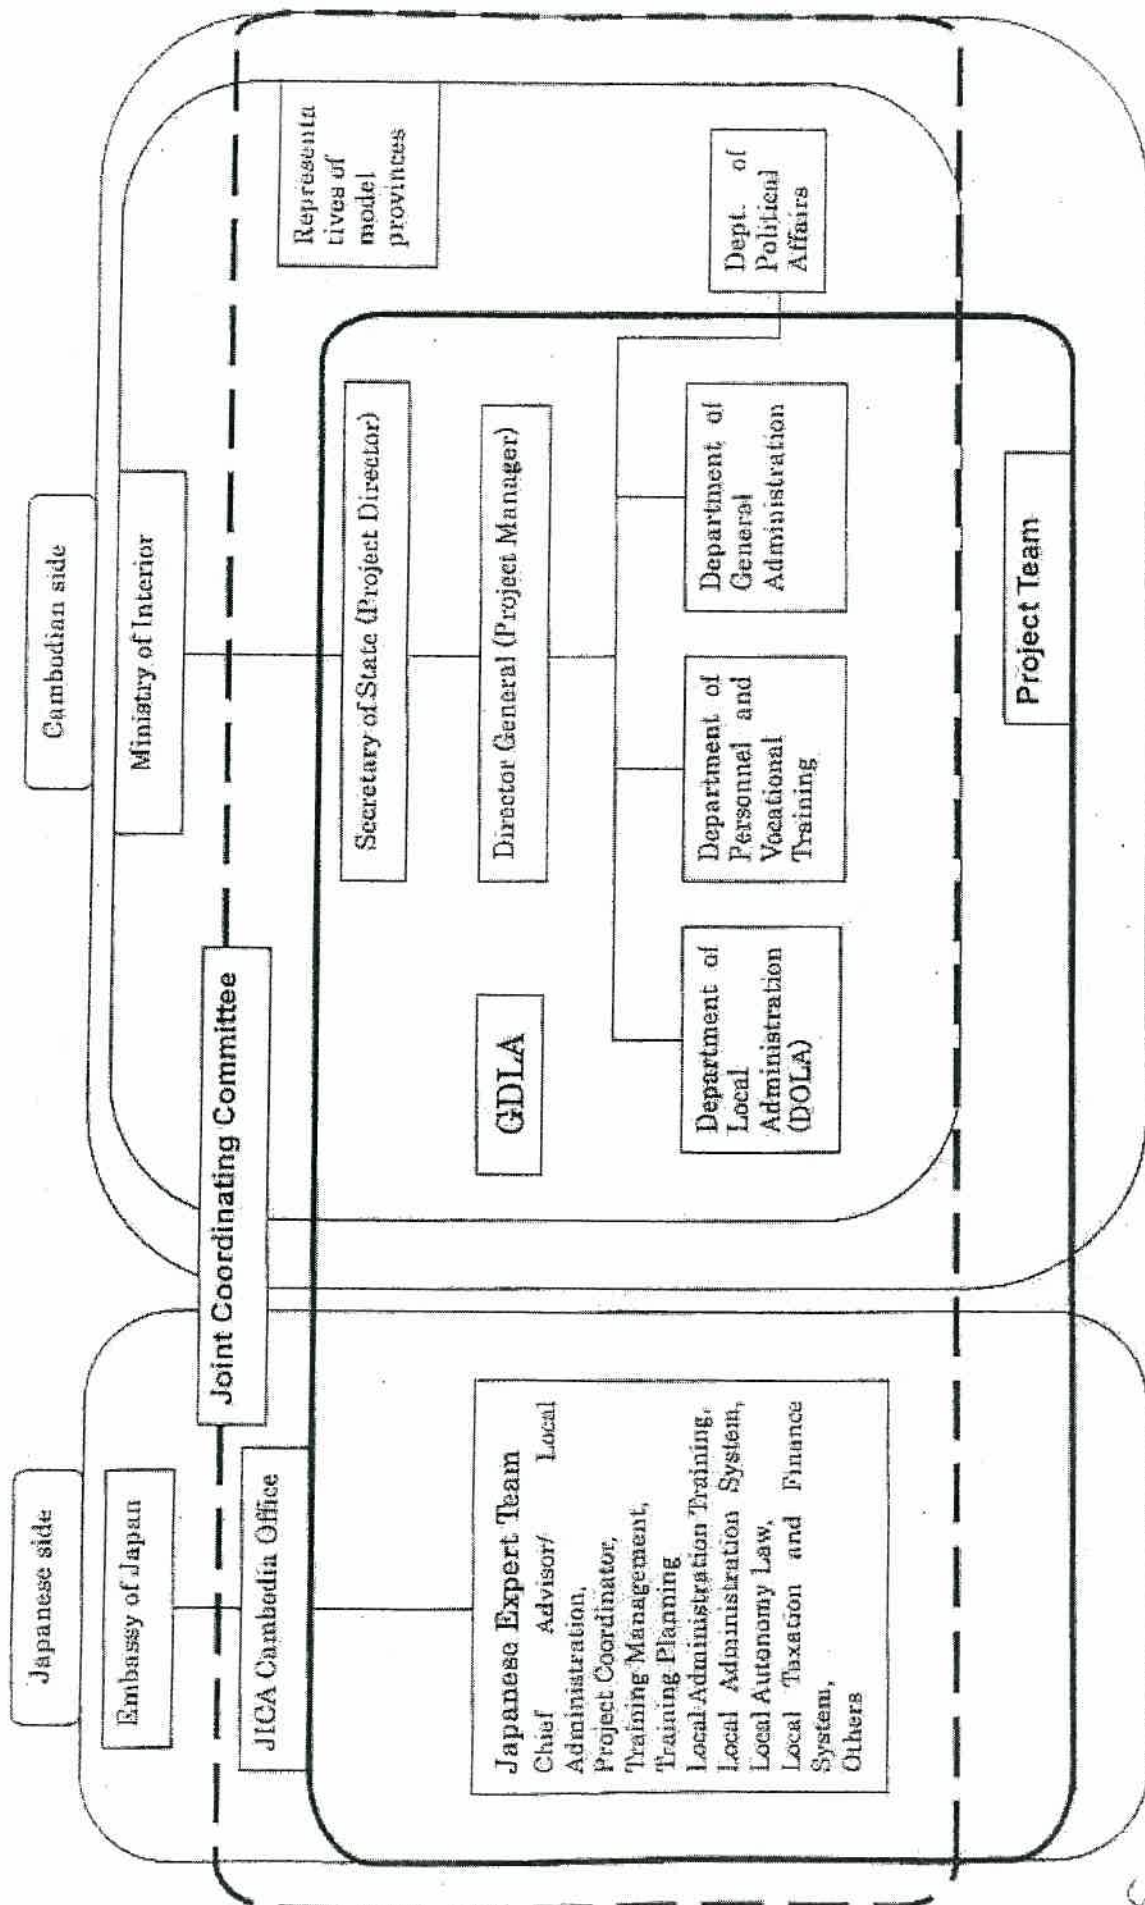 Japanese side
Embassy of Japan
JICA Cambodia Office
Japanese Expert Team
Chief Advisor/ Local
Administration,
Project Coordinator,
Training Management,
Training Planning
Local Administration Training,
Local Administration System,
Local Autonomy Law,
Local Taxation and Finance
System,
Others
Joint Coordinating Committee
Cambodian side
Ministry of Interior
Representa
tives of
model
provinces
Secretary of State (Project Director)
GDLA
Director General (Project Manager)
Department of
Local
Administration
(DOLA)
Department of
Personnel and
Vocational
Training
Department of
General
Administration
Dept. of
Political
Affairs
Project Team